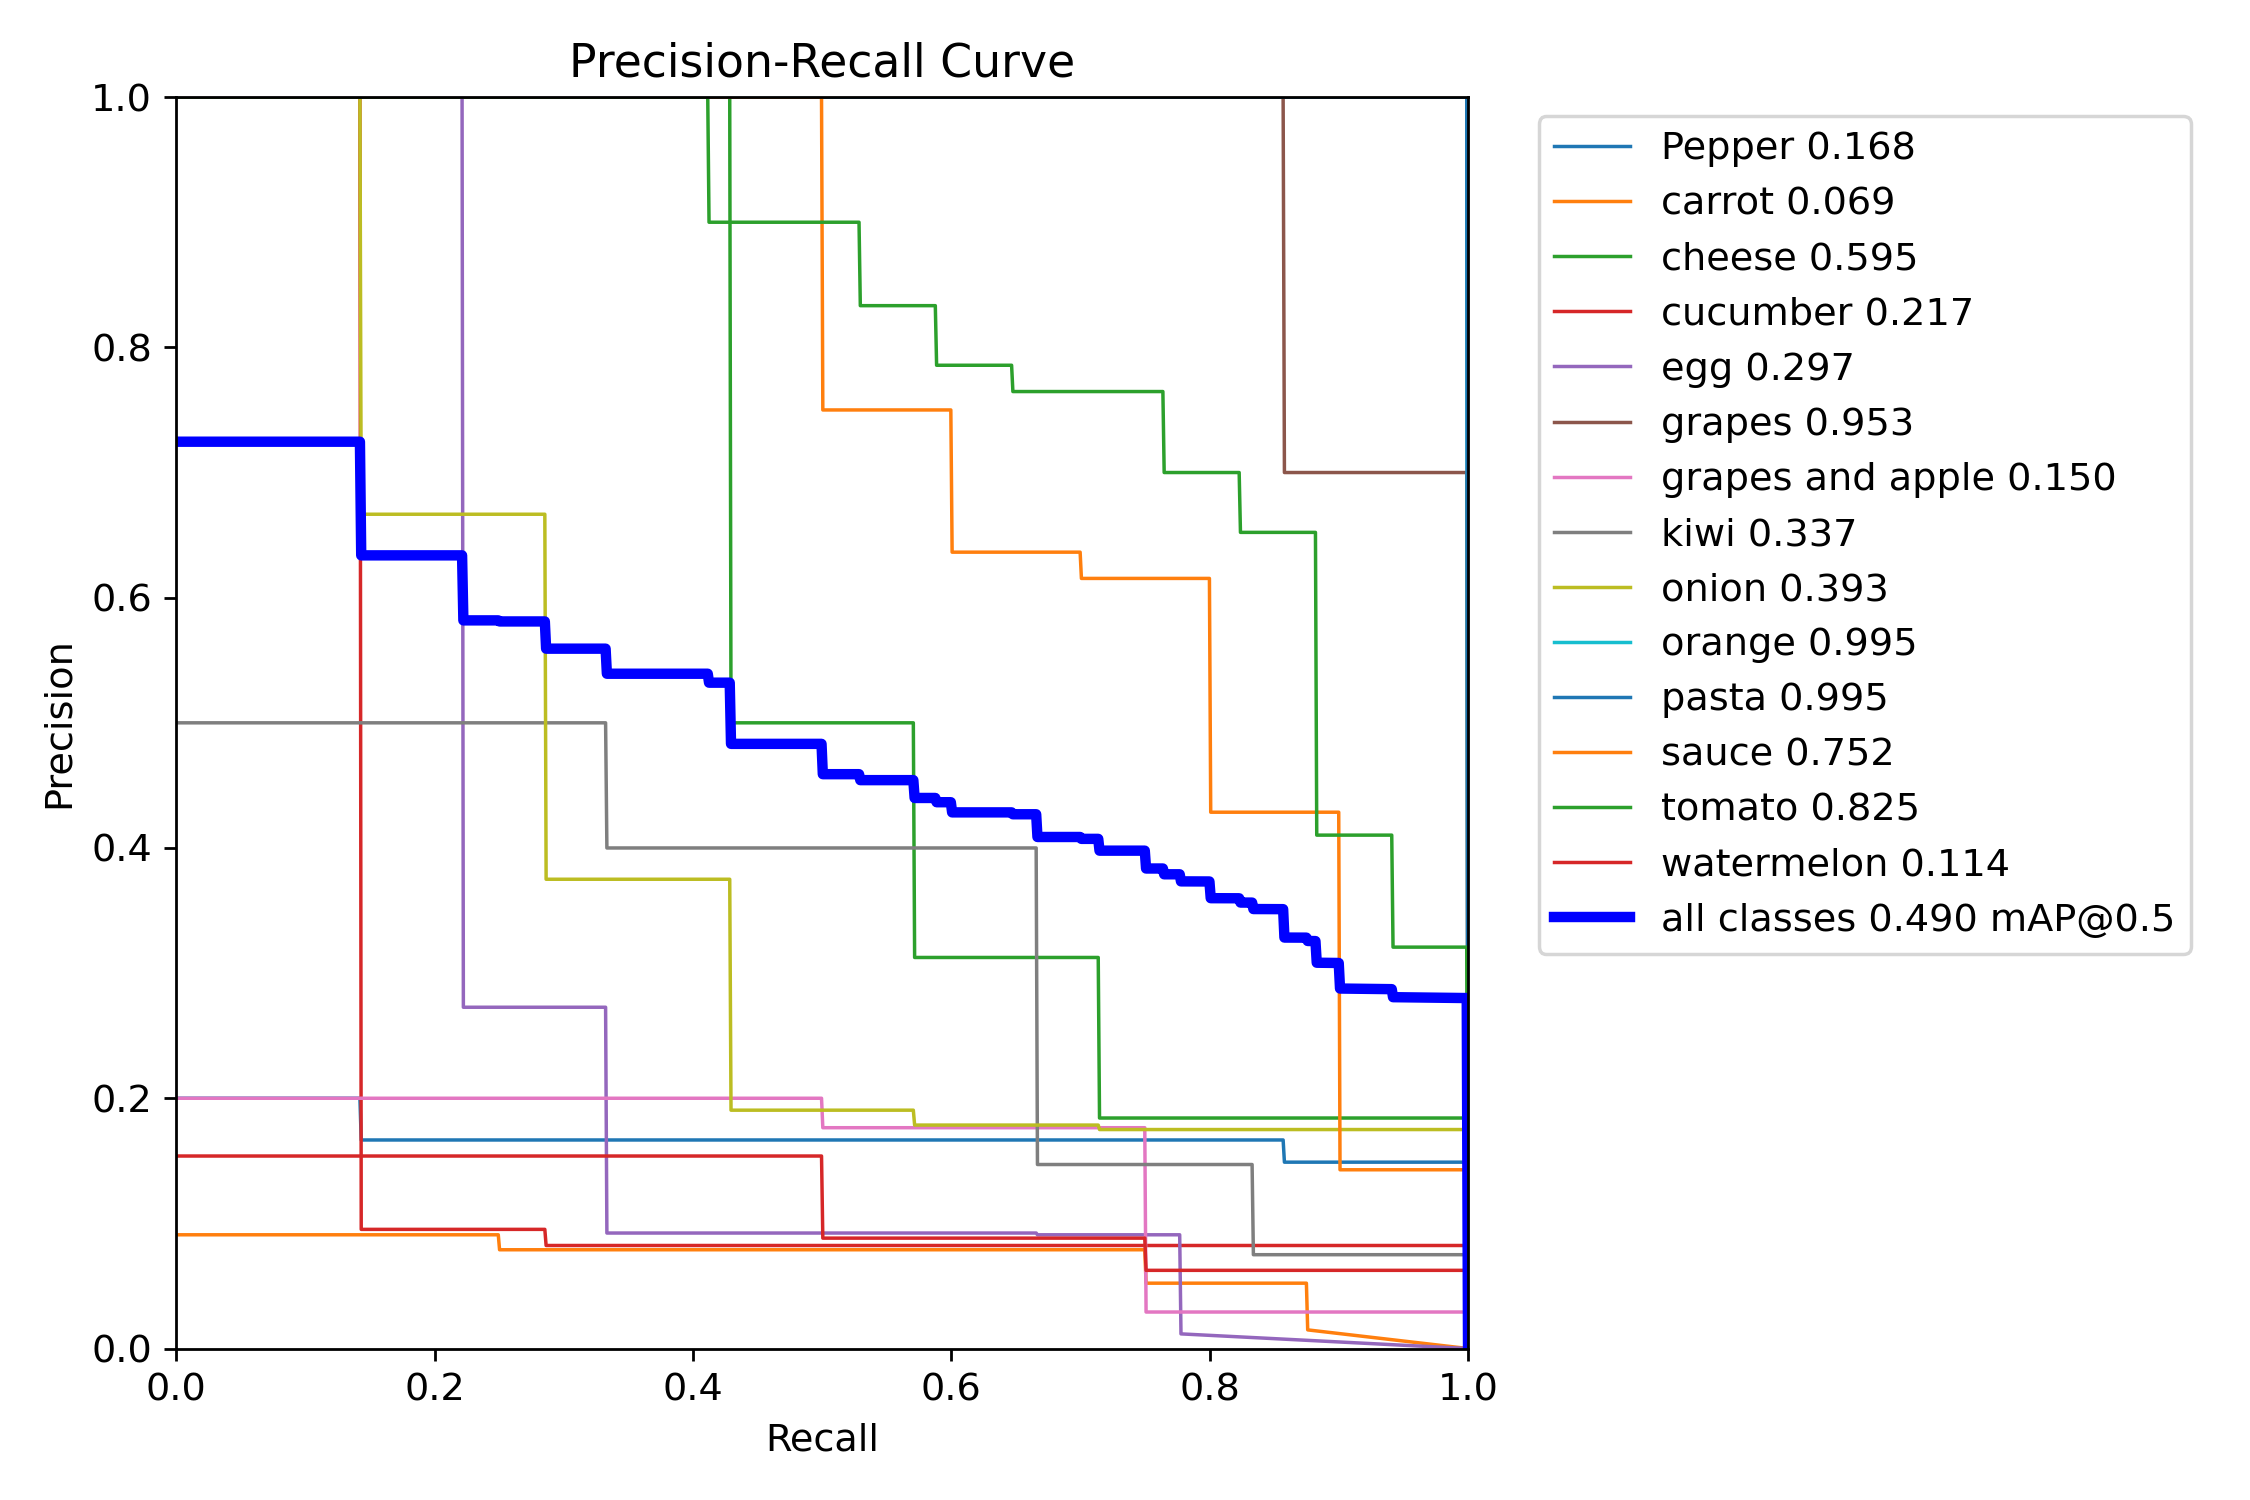 Precision-Recall Curve
1.0
0.8
0.6
0.4
0.2
0.0
Precision
0.0 0.2 0.4 0.6 0.8 1.0
Recall
Pepper 0.168
carrot 0.069
cheese 0.595
cucumber 0.217
egg 0.297
grapes 0.953
grapes and apple 0.150
kiwi 0.337
onion 0.393
orange 0.995
pasta 0.995
sauce 0.752
tomato 0.825
watermelon 0.114
all classes 0.490 mAP@0.5